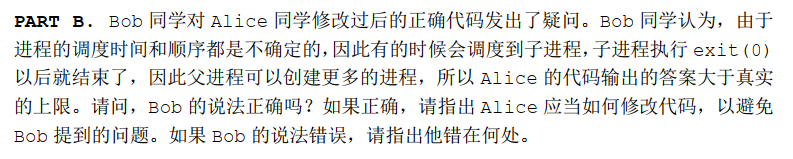 PART B. Bob 同学对 Alice 同学修改过后的正确代码发出了疑问。Bob 同学认为，由于
进程的调度时间和顺序都是不确定的，因此有的时候会调度到子进程，子进程执行 exit(0)
以后就结束了，因此父进程可以创建更多的进程，所以 Alice 的代码输出的答案大于真实
的上限。请问，Bob 的说法正确吗？如果正确，请指出 Alice 应当如何修改代码，以避免
Bob 提到的问题。如果 Bob 的说法错误，请指出他错在何处。